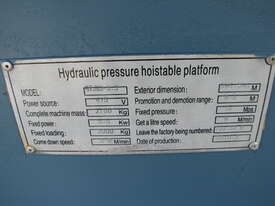 Hydraulic pressure hoistable platform
MODEL:
Exterior dimension: M
Power source: 415 V
Promotion and demotion range: M
Complete machine mass: Kg
Fixed pressure: Mpa
Fixed power: Kw
Get a litre speed: M/min
Fixed loading: Kg
Leave the factory being numbered:
Come down speed: M/min
Date of production: